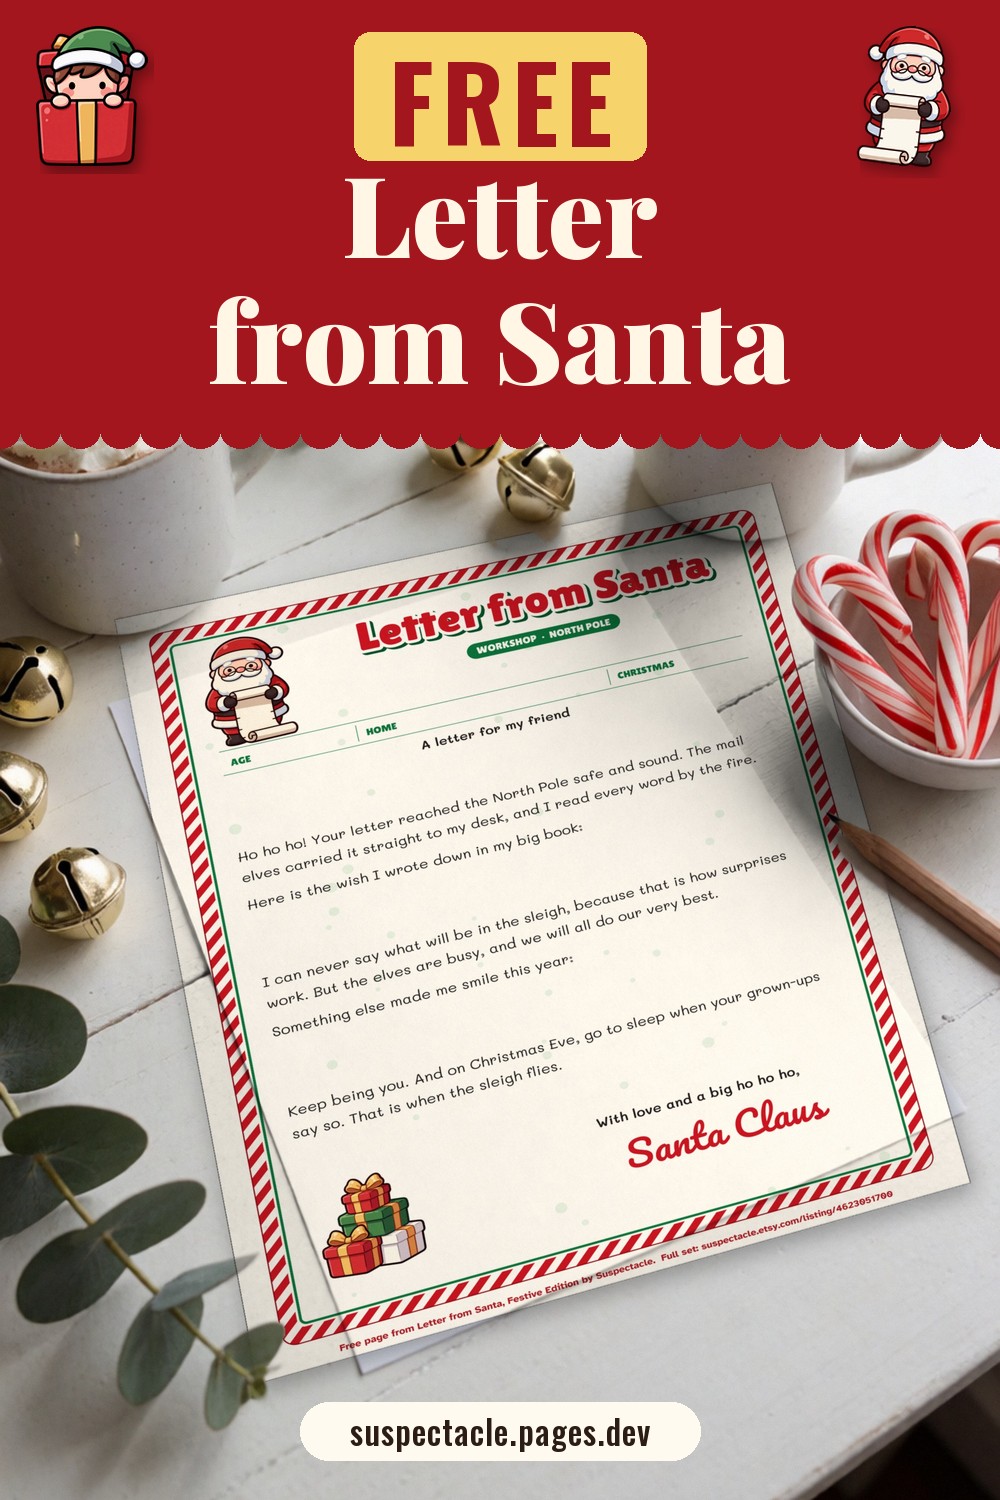 FREE
Letter
from Santa
Letter from Santa
WORKSHOP · NORTH POLE
AGE
HOME
CHRISTMAS
A letter for my friend
Ho ho ho! Your letter reached the North Pole safe and sound. The mail
elves carried it straight to my desk, and I read every word by the fire.
Here is the wish I wrote down in my big book:
I can never say what will be in the sleigh, because that is how surprises
work. But the elves are busy, and we will all do our very best.
Something else made me smile this year:
Keep being you. And on Christmas Eve, go to sleep when your grown-ups
say so. That is when the sleigh flies.
With love and a big ho ho ho,
Santa Claus
Free page from Letter from Santa, Festive Edition by Suspectacle. Full set: suspectacle.etsy.com/listing/4623051700
suspectacle.pages.dev